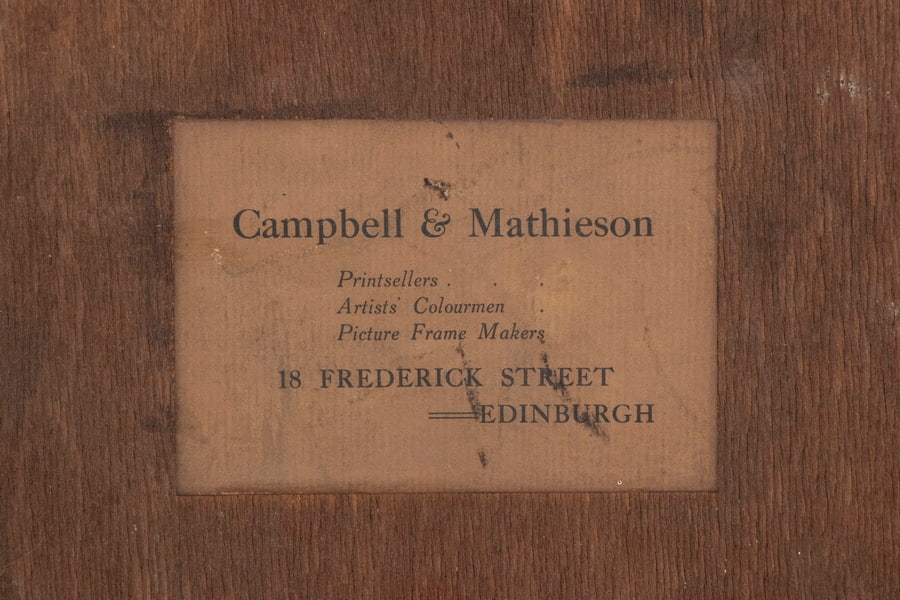 Campbell & Mathieson
Printsellers . . .
Artists' Colourmen .
Picture Frame Makers
18 FREDERICK STREET
EDINBURGH